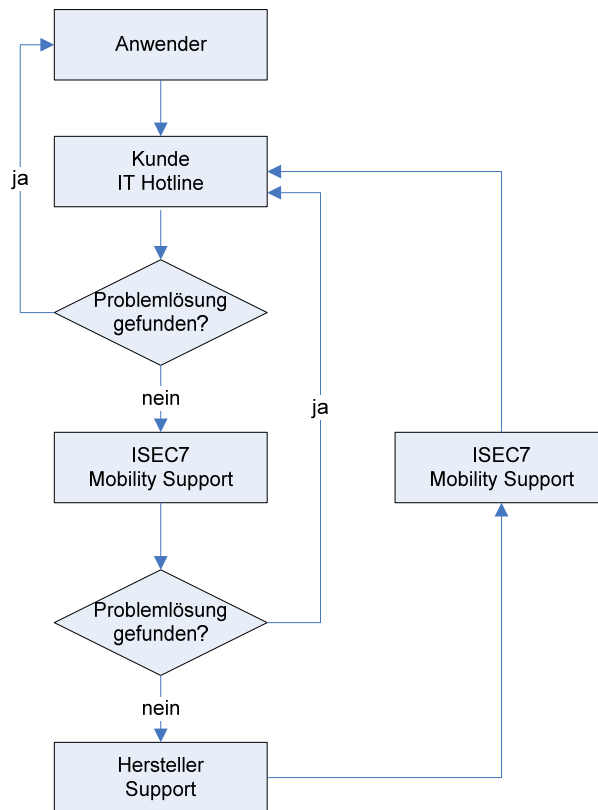 Anwender
Kunde
IT Hotline
ja
Problemlösung
gefunden?
nein
ja
ISEC7
Mobility Support
ISEC7
Mobility Support
Problemlösung
gefunden?
nein
Hersteller
Support